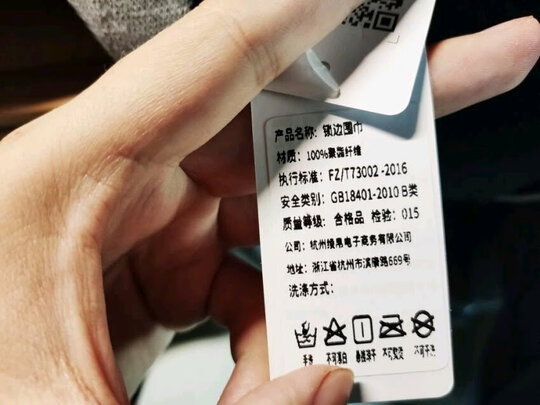 产品名称: 锁边围巾
材质: 100%聚酯纤维
执行标准: FZ/T73002-2016
安全类别: GB18401-2010 B类
质量等级: 合格品 检验: 015
公司: 杭州缘帛电子商务有限公司
地址: 浙江省杭州市滨康路669号
洗涤方式:
手洗 不可漂白 悬挂晾干 不可熨烫 不可干洗